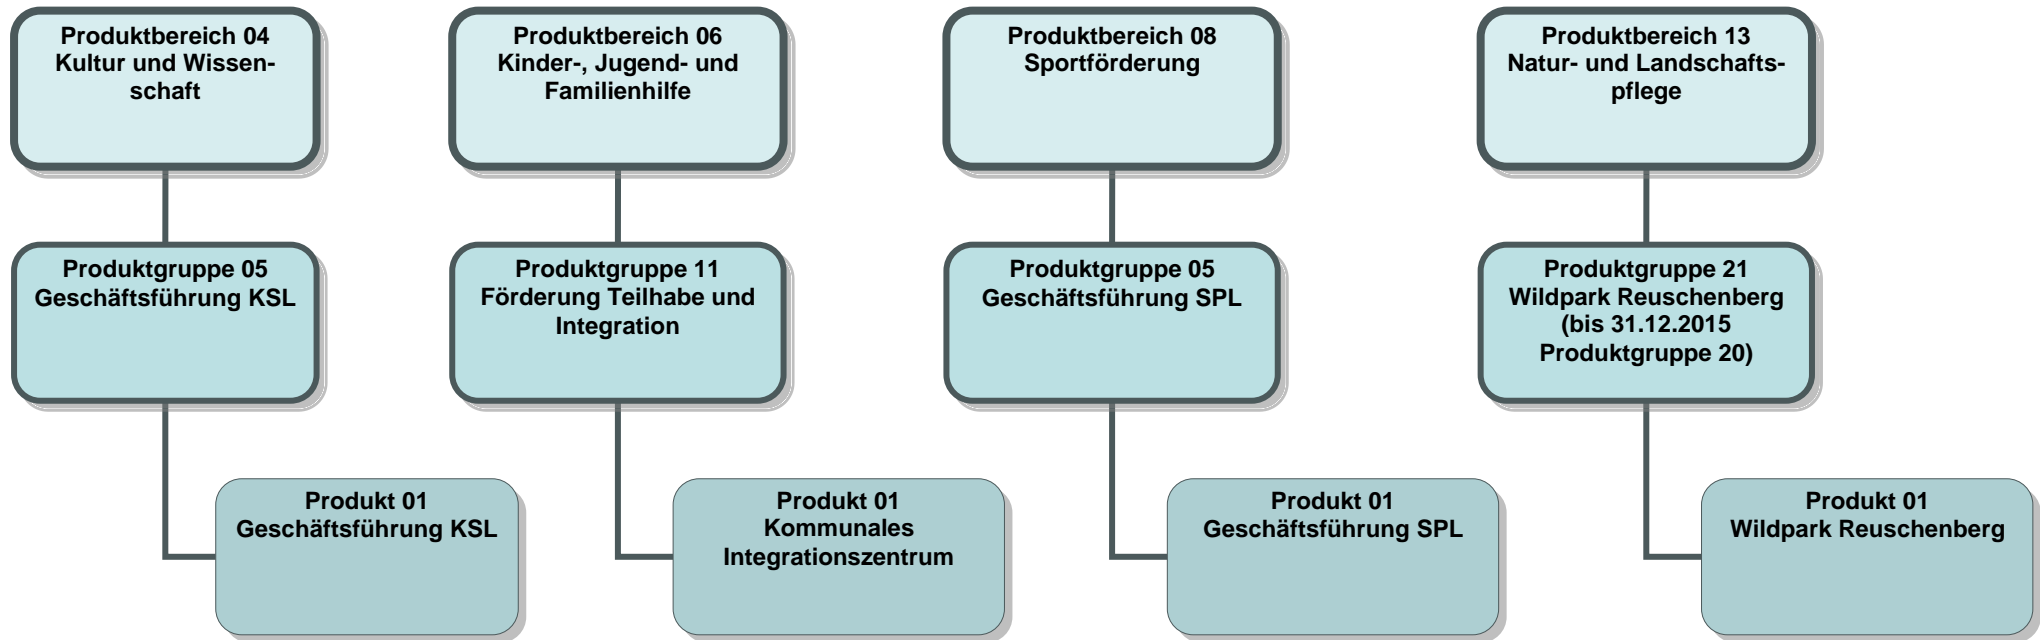 Produktbereich 04
Kultur und Wissen-
schaft
Produktbereich 06
Kinder-, Jugend- und
Familienhilfe
Produktbereich 08
Sportförderung
Produktbereich 13
Natur- und Landschafts-
pflege
Produktgruppe 05
Geschäftsführung KSL
Produktgruppe 11
Förderung Teilhabe und
Integration
Produktgruppe 05
Geschäftsführung SPL
Produktgruppe 21
Wildpark Reuschenberg
(bis 31.12.2015
Produktgruppe 20)
Produkt 01
Geschäftsführung KSL
Produkt 01
Kommunales
Integrationszentrum
Produkt 01
Geschäftsführung SPL
Produkt 01
Wildpark Reuschenberg